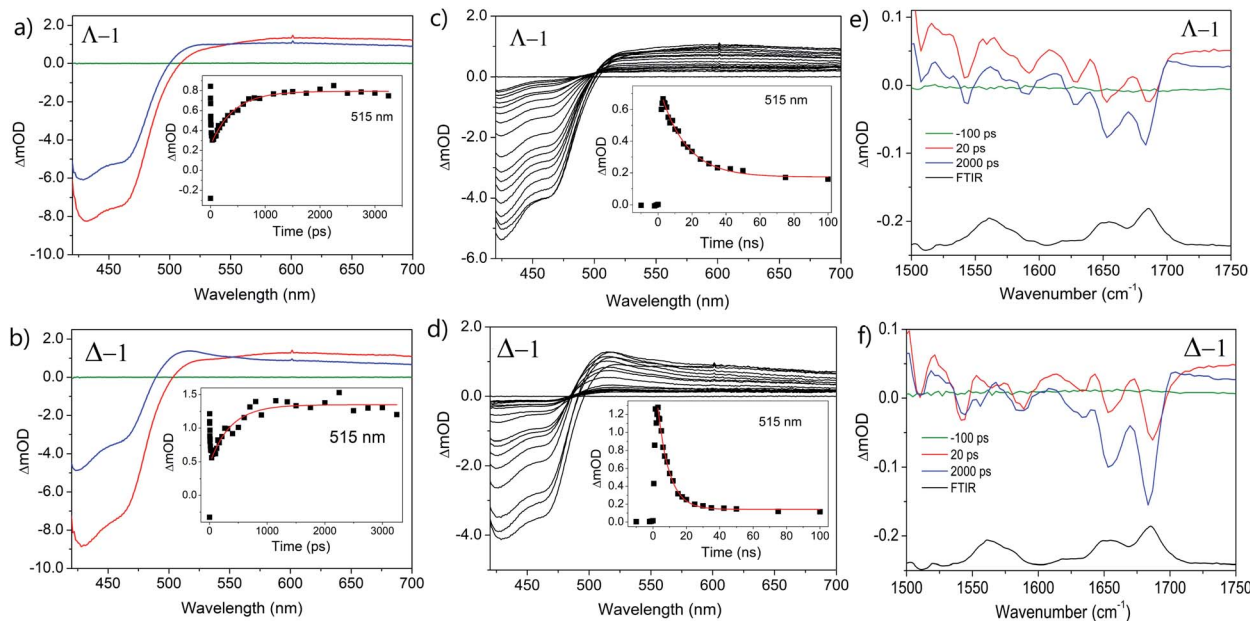 a)
Λ–1
ΔmOD
2.0
0.0
-2.0
-4.0
-6.0
-8.0
-10.0
450 500 550 600 650 700
Wavelength (nm)
515 nm
ΔmOD
0.8
0.6
0.4
0.2
0.0
-0.2
0 1000 2000 3000
Time (ps)
b)
Δ–1
ΔmOD
2.0
0.0
-2.0
-4.0
-6.0
-8.0
-10.0
450 500 550 600 650 700
Wavelength (nm)
515 nm
ΔmOD
1.5
1.0
0.5
0.0
0 1000 2000 3000
Time (ps)
c)
Λ–1
ΔmOD
2.0
0.0
-2.0
-4.0
-6.0
450 500 550 600 650 700
Wavelength (nm)
515 nm
ΔmOD
0.6
0.4
0.2
0.0
0 20 40 60 80 100
Time (ns)
d)
Δ–1
ΔmOD
2.0
0.0
-2.0
-4.0
450 500 550 600 650 700
Wavelength (nm)
515 nm
ΔmOD
1.2
1.0
0.8
0.6
0.4
0.2
0.0
0 20 40 60 80 100
Time (ns)
e)
Λ–1
ΔmOD
0.1
0.0
-0.1
-0.2
-100 ps
20 ps
2000 ps
FTIR
1500 1550 1600 1650 1700 1750
Wavenumber (cm⁻¹)
f)
Δ–1
ΔmOD
0.1
0.0
-0.1
-0.2
-100 ps
20 ps
2000 ps
FTIR
1500 1550 1600 1650 1700 1750
Wavenumber (cm⁻¹)